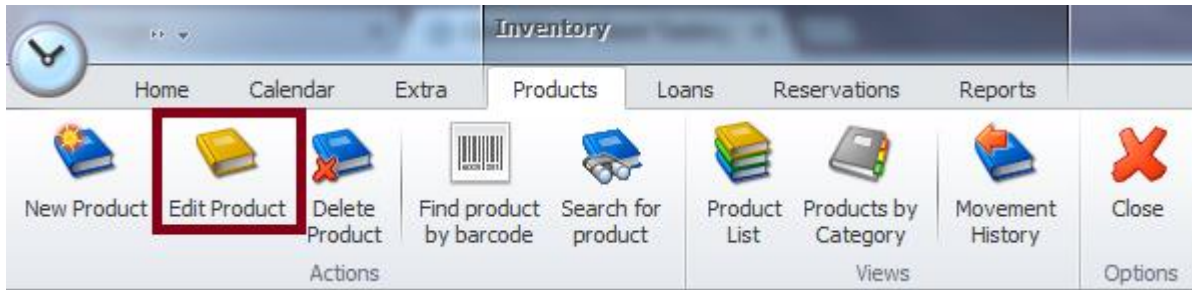 Inventory
Home Calendar Extra Products Loans Reservations Reports
New Product Edit Product Delete Product Find product by barcode Search for product Product List Products by Category Movement History Close
Actions Views Options